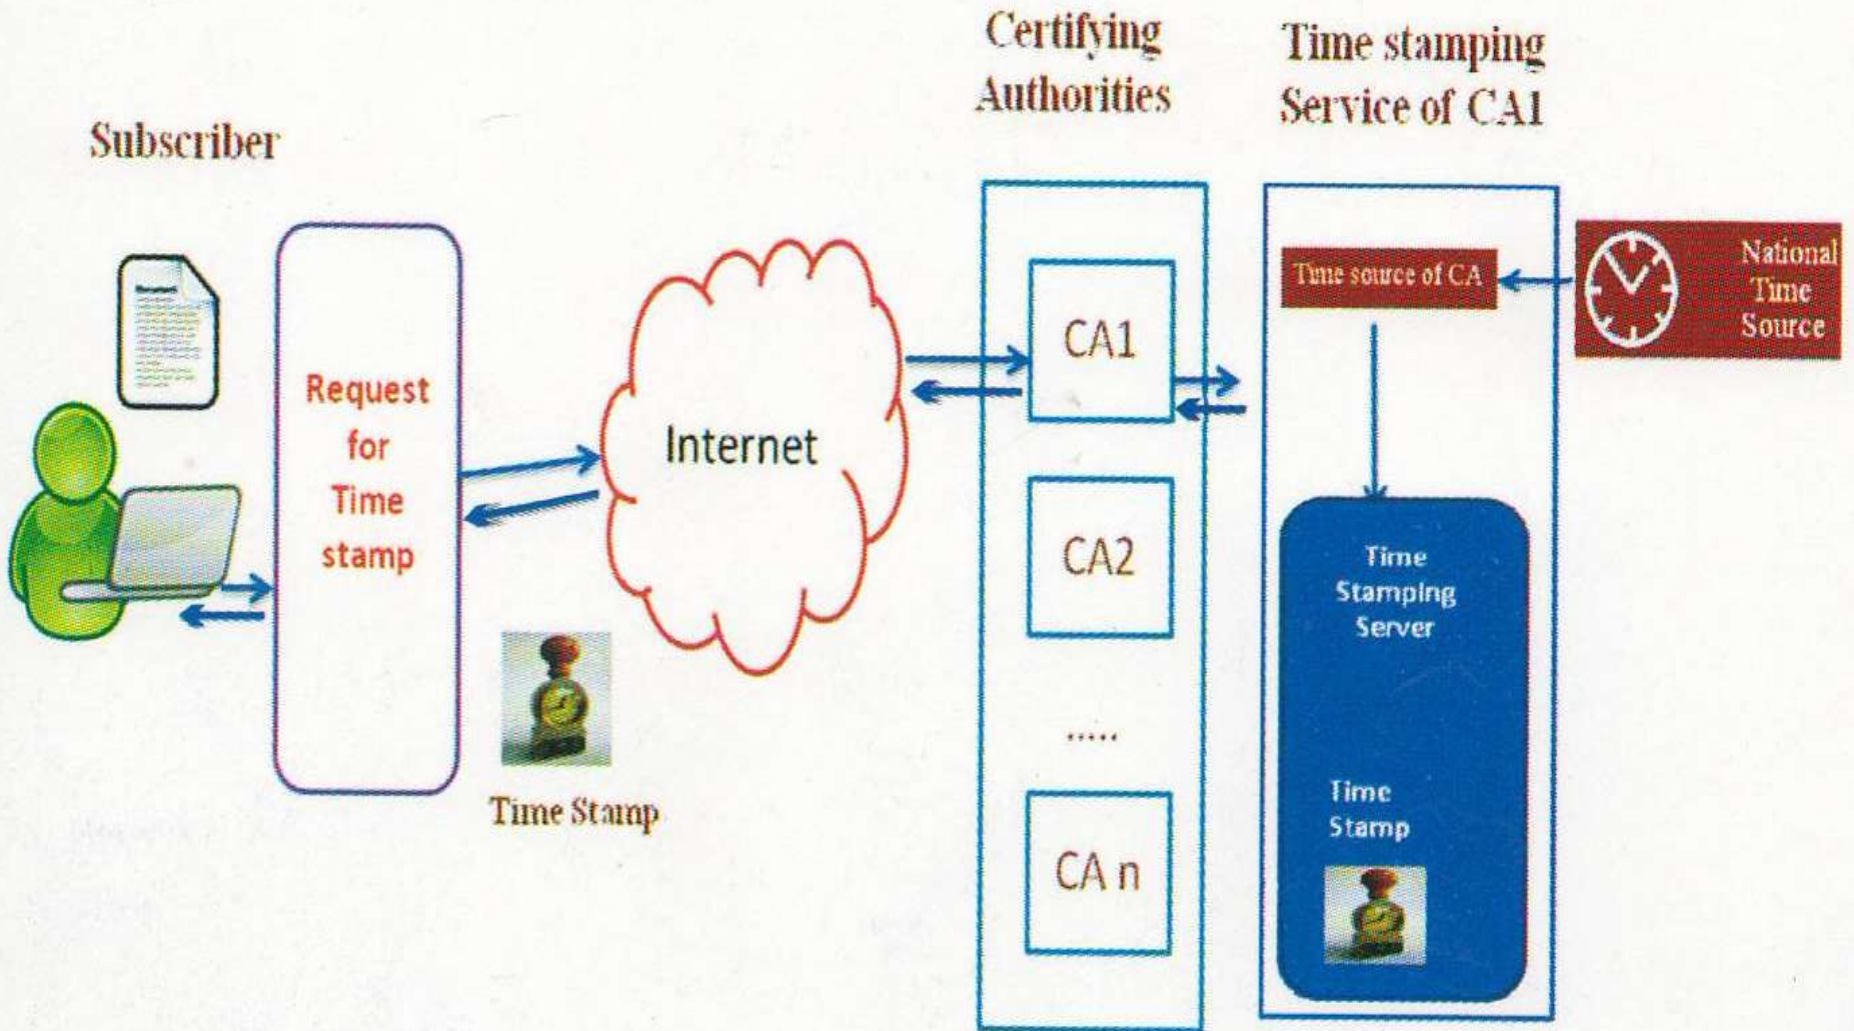 Certifying
Authorities
Time stamping
Service of CA1
Subscriber
Document
Request
for
Time
stamp
Internet
CA1
CA2
.....
CA n
Time source of CA
National
Time
Source
Time
Stamping
Server
Time
Stamp
Time Stamp